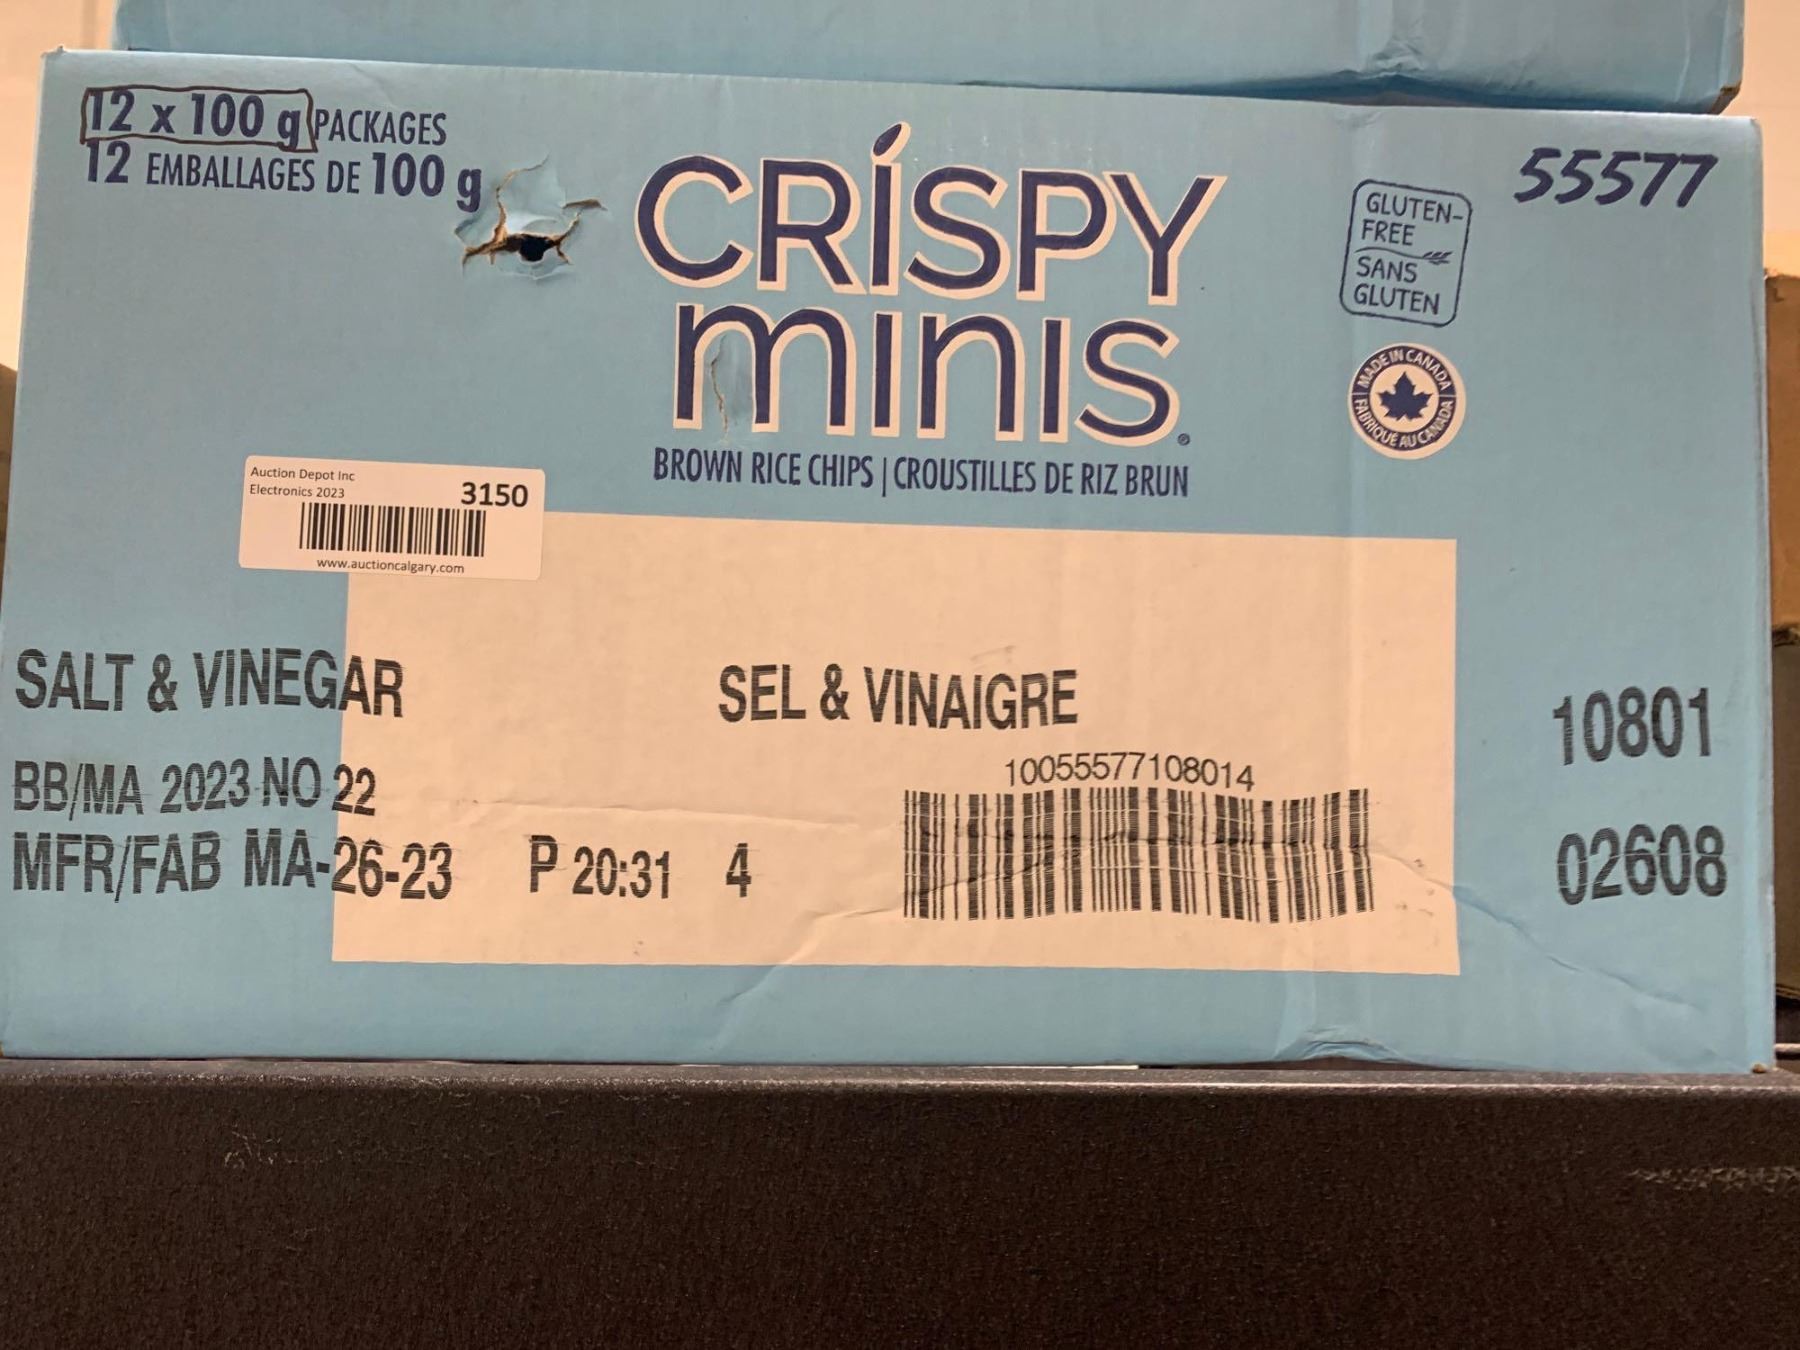 12 x 100 g PACKAGES
12 EMBALLAGES DE 100 g
CRISPY
MINIS®
BROWN RICE CHIPS | CROUSTILLES DE RIZ BRUN
GLUTEN-
FREE
SANS
GLUTEN
55577
MADE IN CANADA
FABRIQUÉ AU CANADA
Auction Depot Inc
Electronics 2023
3150
www.auctioncalgary.com
SALT & VINEGAR
SEL & VINAIGRE
10801
BB/MA 2023 NO 22
10055577108014
MFR/FAB MA-26-23 P 20:31 4
02608